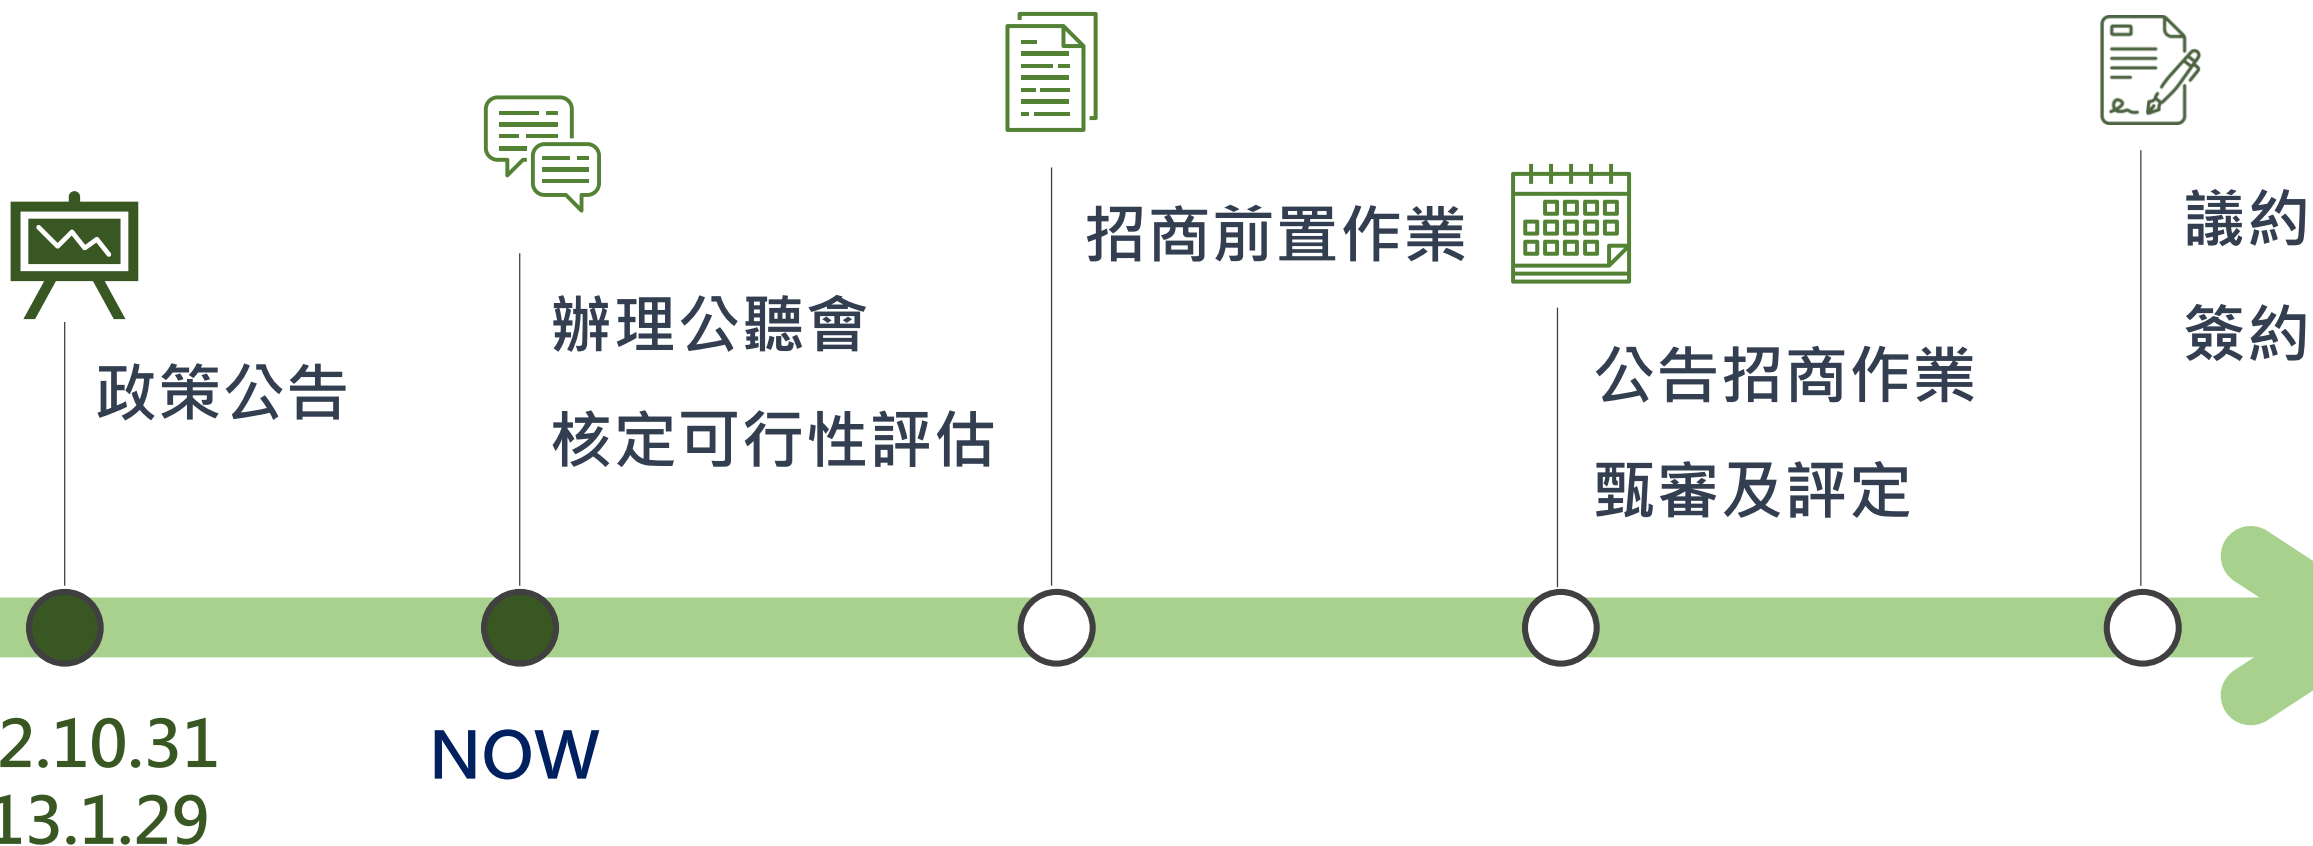 政策公告
辦理公聽會
核定可行性評估
招商前置作業
公告招商作業
甄審及評定
議約
簽約
2.10.31
13.1.29
NOW